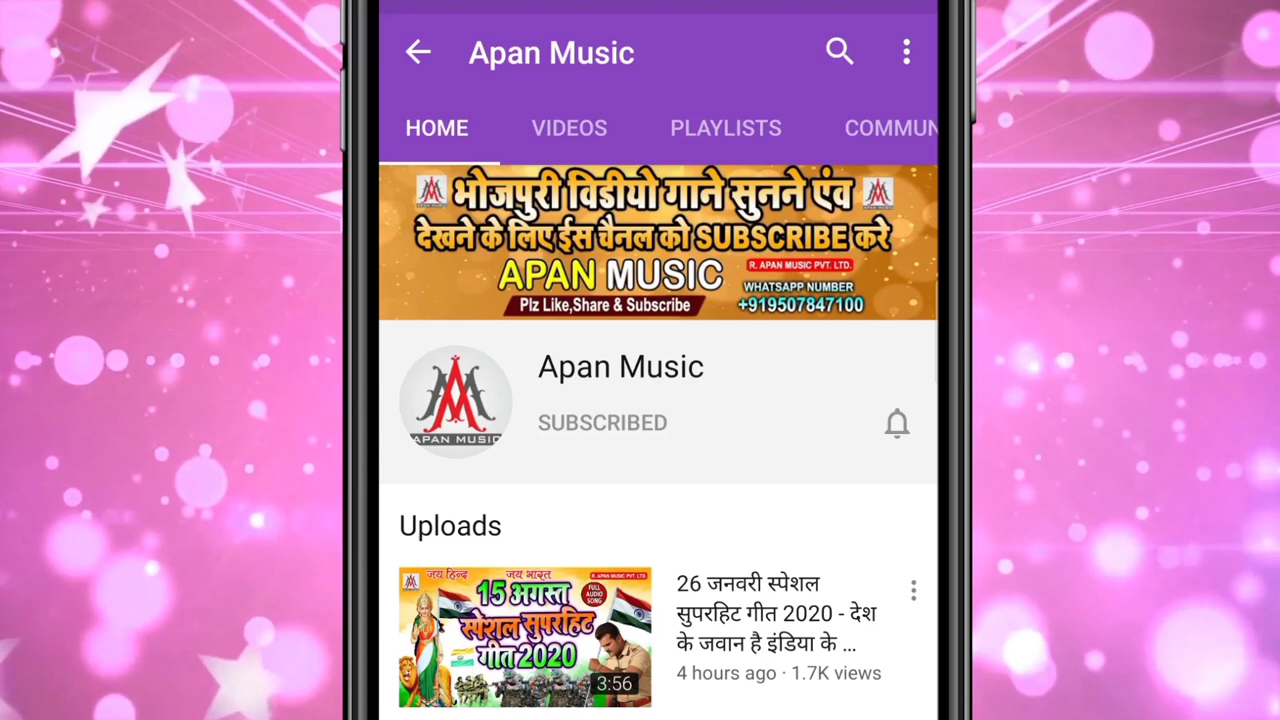 Apan Music
HOME VIDEOS PLAYLISTS COMMUN
भोजपुरी विडीयो गाने सुनने एंव
देखने के लिए ईस चैनल को SUBSCRIBE करे
APAN MUSIC
R. APAN MUSIC PVT. LTD.
WHATSAPP NUMBER
Plz Like,Share & Subscribe
+919507847100
Apan Music
SUBSCRIBED
APAN MUSIC
Uploads
जय हिन्द जय भारत
R. APAN MUSIC PVT. LTD
15 अगस्त
FULL
AUDIO
SONG
स्पेशल सुपरहिट
गीत 2020
3:56
26 जनवरी स्पेशल
सुपरहिट गीत 2020 - देश
के जवान है इंडिया के ...
4 hours ago · 1.7K views